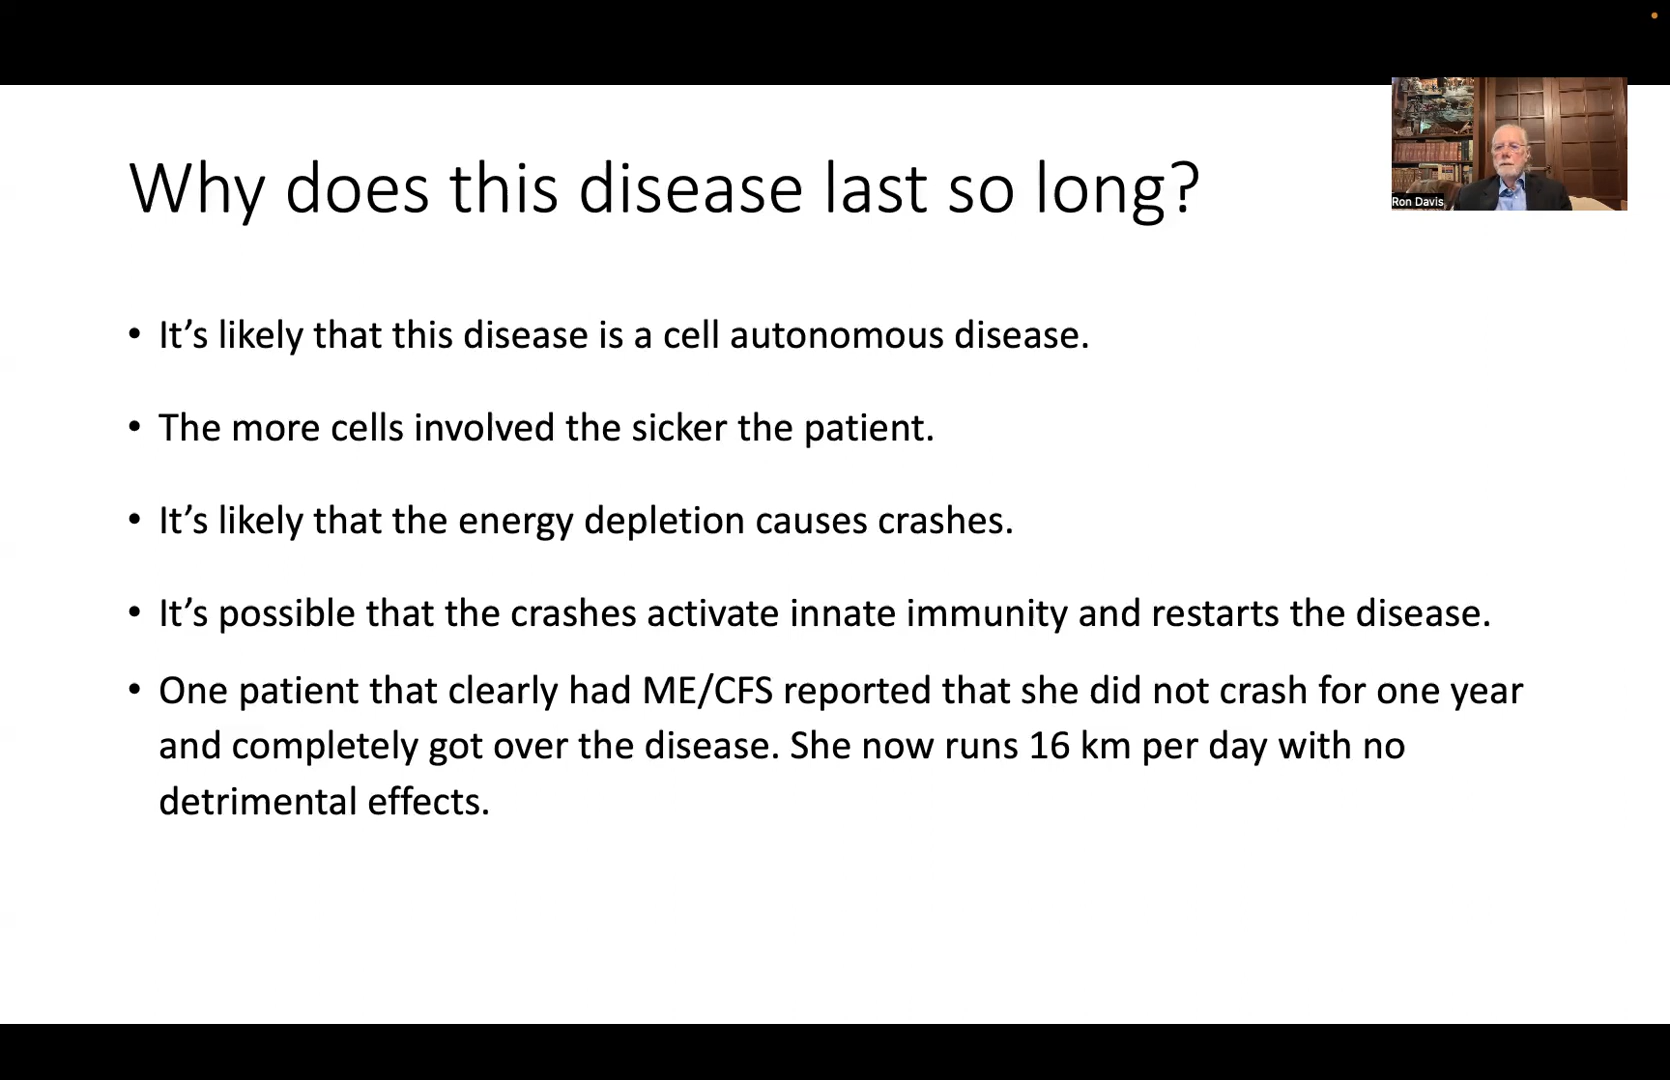 Why does this disease last so long?
Ron Davis
• It’s likely that this disease is a cell autonomous disease.
• The more cells involved the sicker the patient.
• It’s likely that the energy depletion causes crashes.
• It’s possible that the crashes activate innate immunity and restarts the disease.
• One patient that clearly had ME/CFS reported that she did not crash for one year
and completely got over the disease. She now runs 16 km per day with no
detrimental effects.